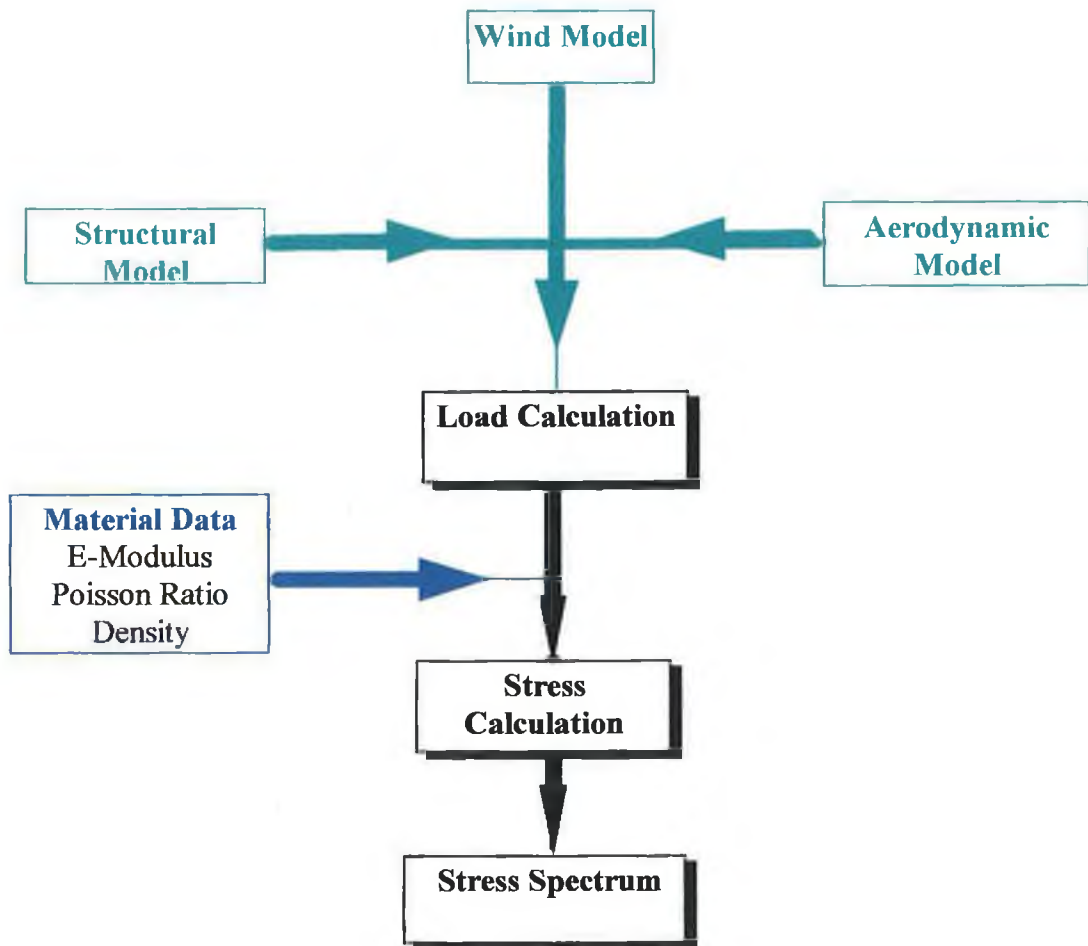 Wind Model
Structural
Model
Aerodynamic
Model
Load Calculation
Material Data
E-Modulus
Poisson Ratio
Density
Stress
Calculation
Stress Spectrum